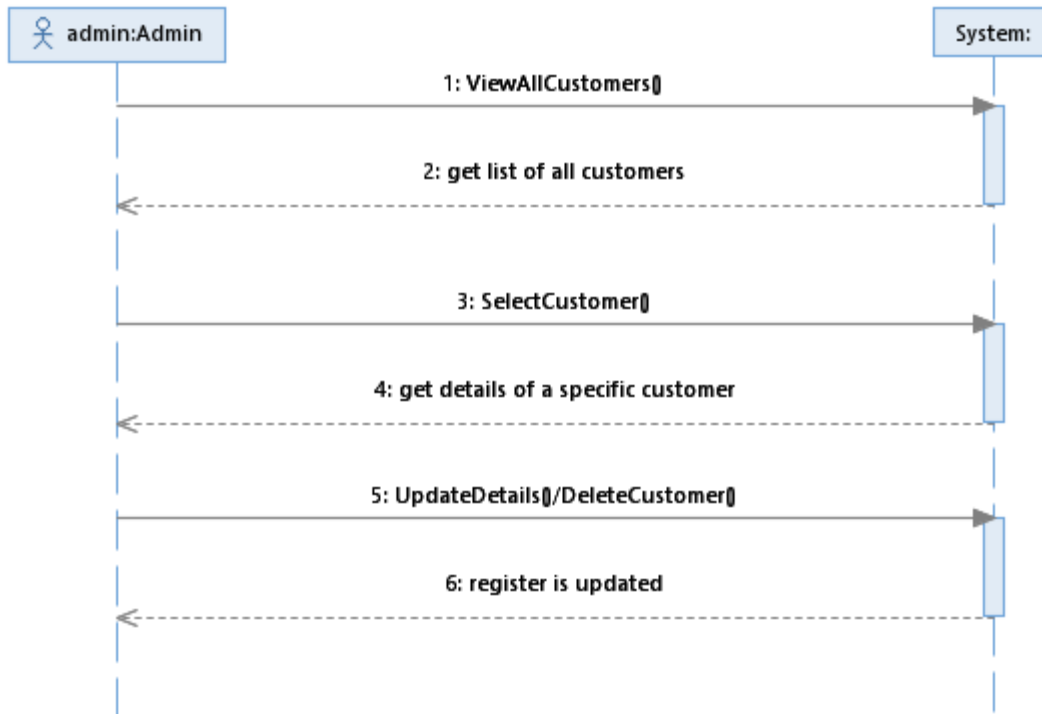 admin:Admin
System:
1: ViewAllCustomers()
2: get list of all customers
3: SelectCustomer()
4: get details of a specific customer
5: UpdateDetails()/DeleteCustomer()
6: register is updated